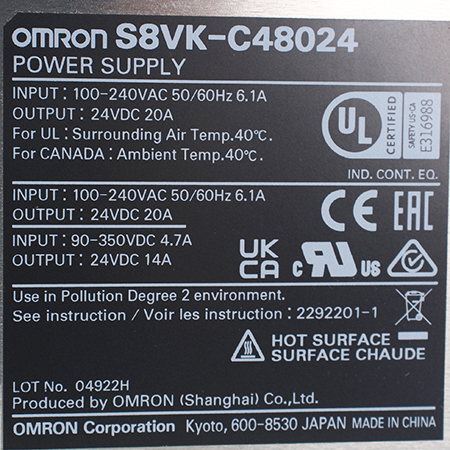 OMRON S8VK-C48024
POWER SUPPLY
INPUT : 100-240VAC 50/60Hz 6.1A
OUTPUT : 24VDC 20A
For UL : Surrounding Air Temp.40℃.
For CANADA : Ambient Temp.40℃.
UL
CERTIFIED
SAFETY US-CA
E316988
IND. CONT. EQ.
INPUT : 100-240VAC 50/60Hz 6.1A
OUTPUT : 24VDC 20A
INPUT : 90-350VDC 4.7A
OUTPUT : 24VDC 14A
CE EAC
UK
CA
c RU US
Use in Pollution Degree 2 environment.
See instruction / Voir les instruction : 2292201-1
HOT SURFACE
SURFACE CHAUDE
LOT No. 04922H
Produced by OMRON (Shanghai) Co.,Ltd.
OMRON Corporation Kyoto, 600-8530 JAPAN MADE IN CHINA